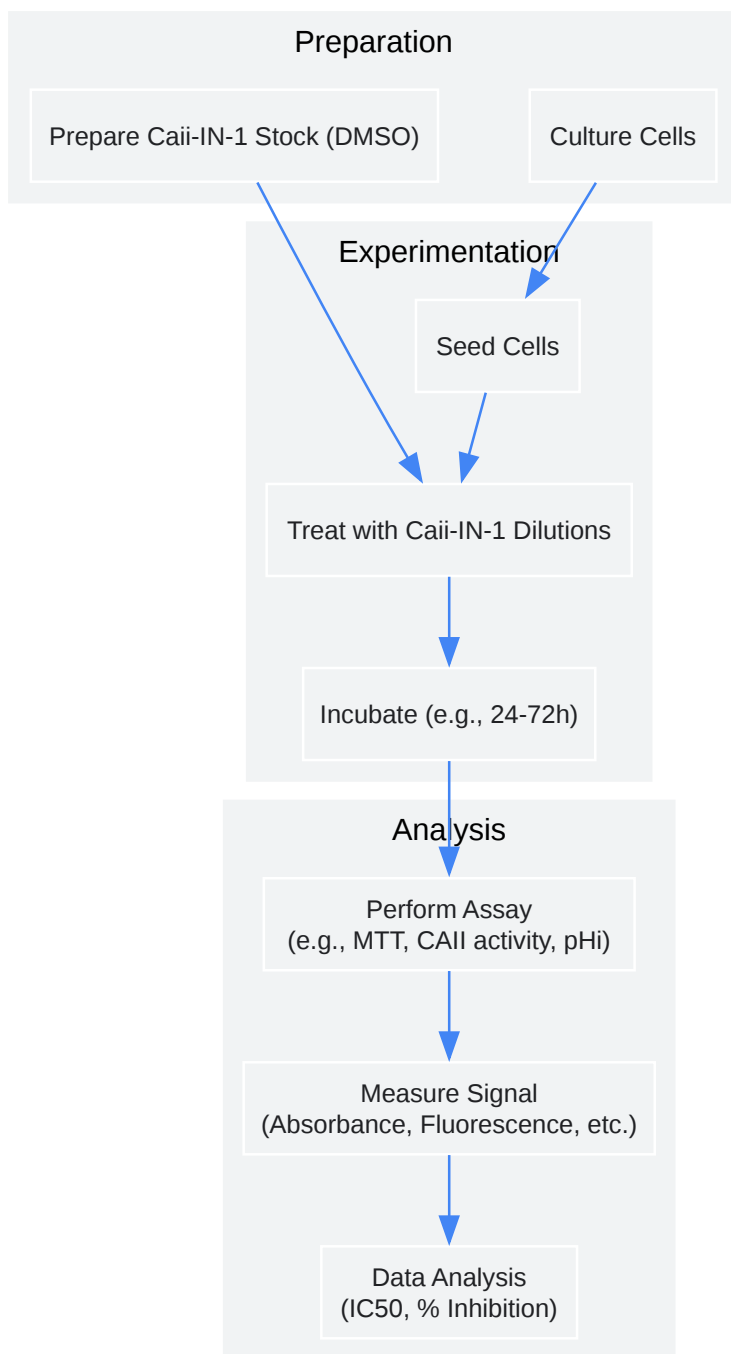 Preparation
Prepare Caii-IN-1 Stock (DMSO)
Culture Cells
Experimentation
Seed Cells
Treat with Caii-IN-1 Dilutions
Incubate (e.g., 24-72h)
Analysis
Perform Assay
(e.g., MTT, CAII activity, pHi)
Measure Signal
(Absorbance, Fluorescence, etc.)
Data Analysis
(IC50, % Inhibition)